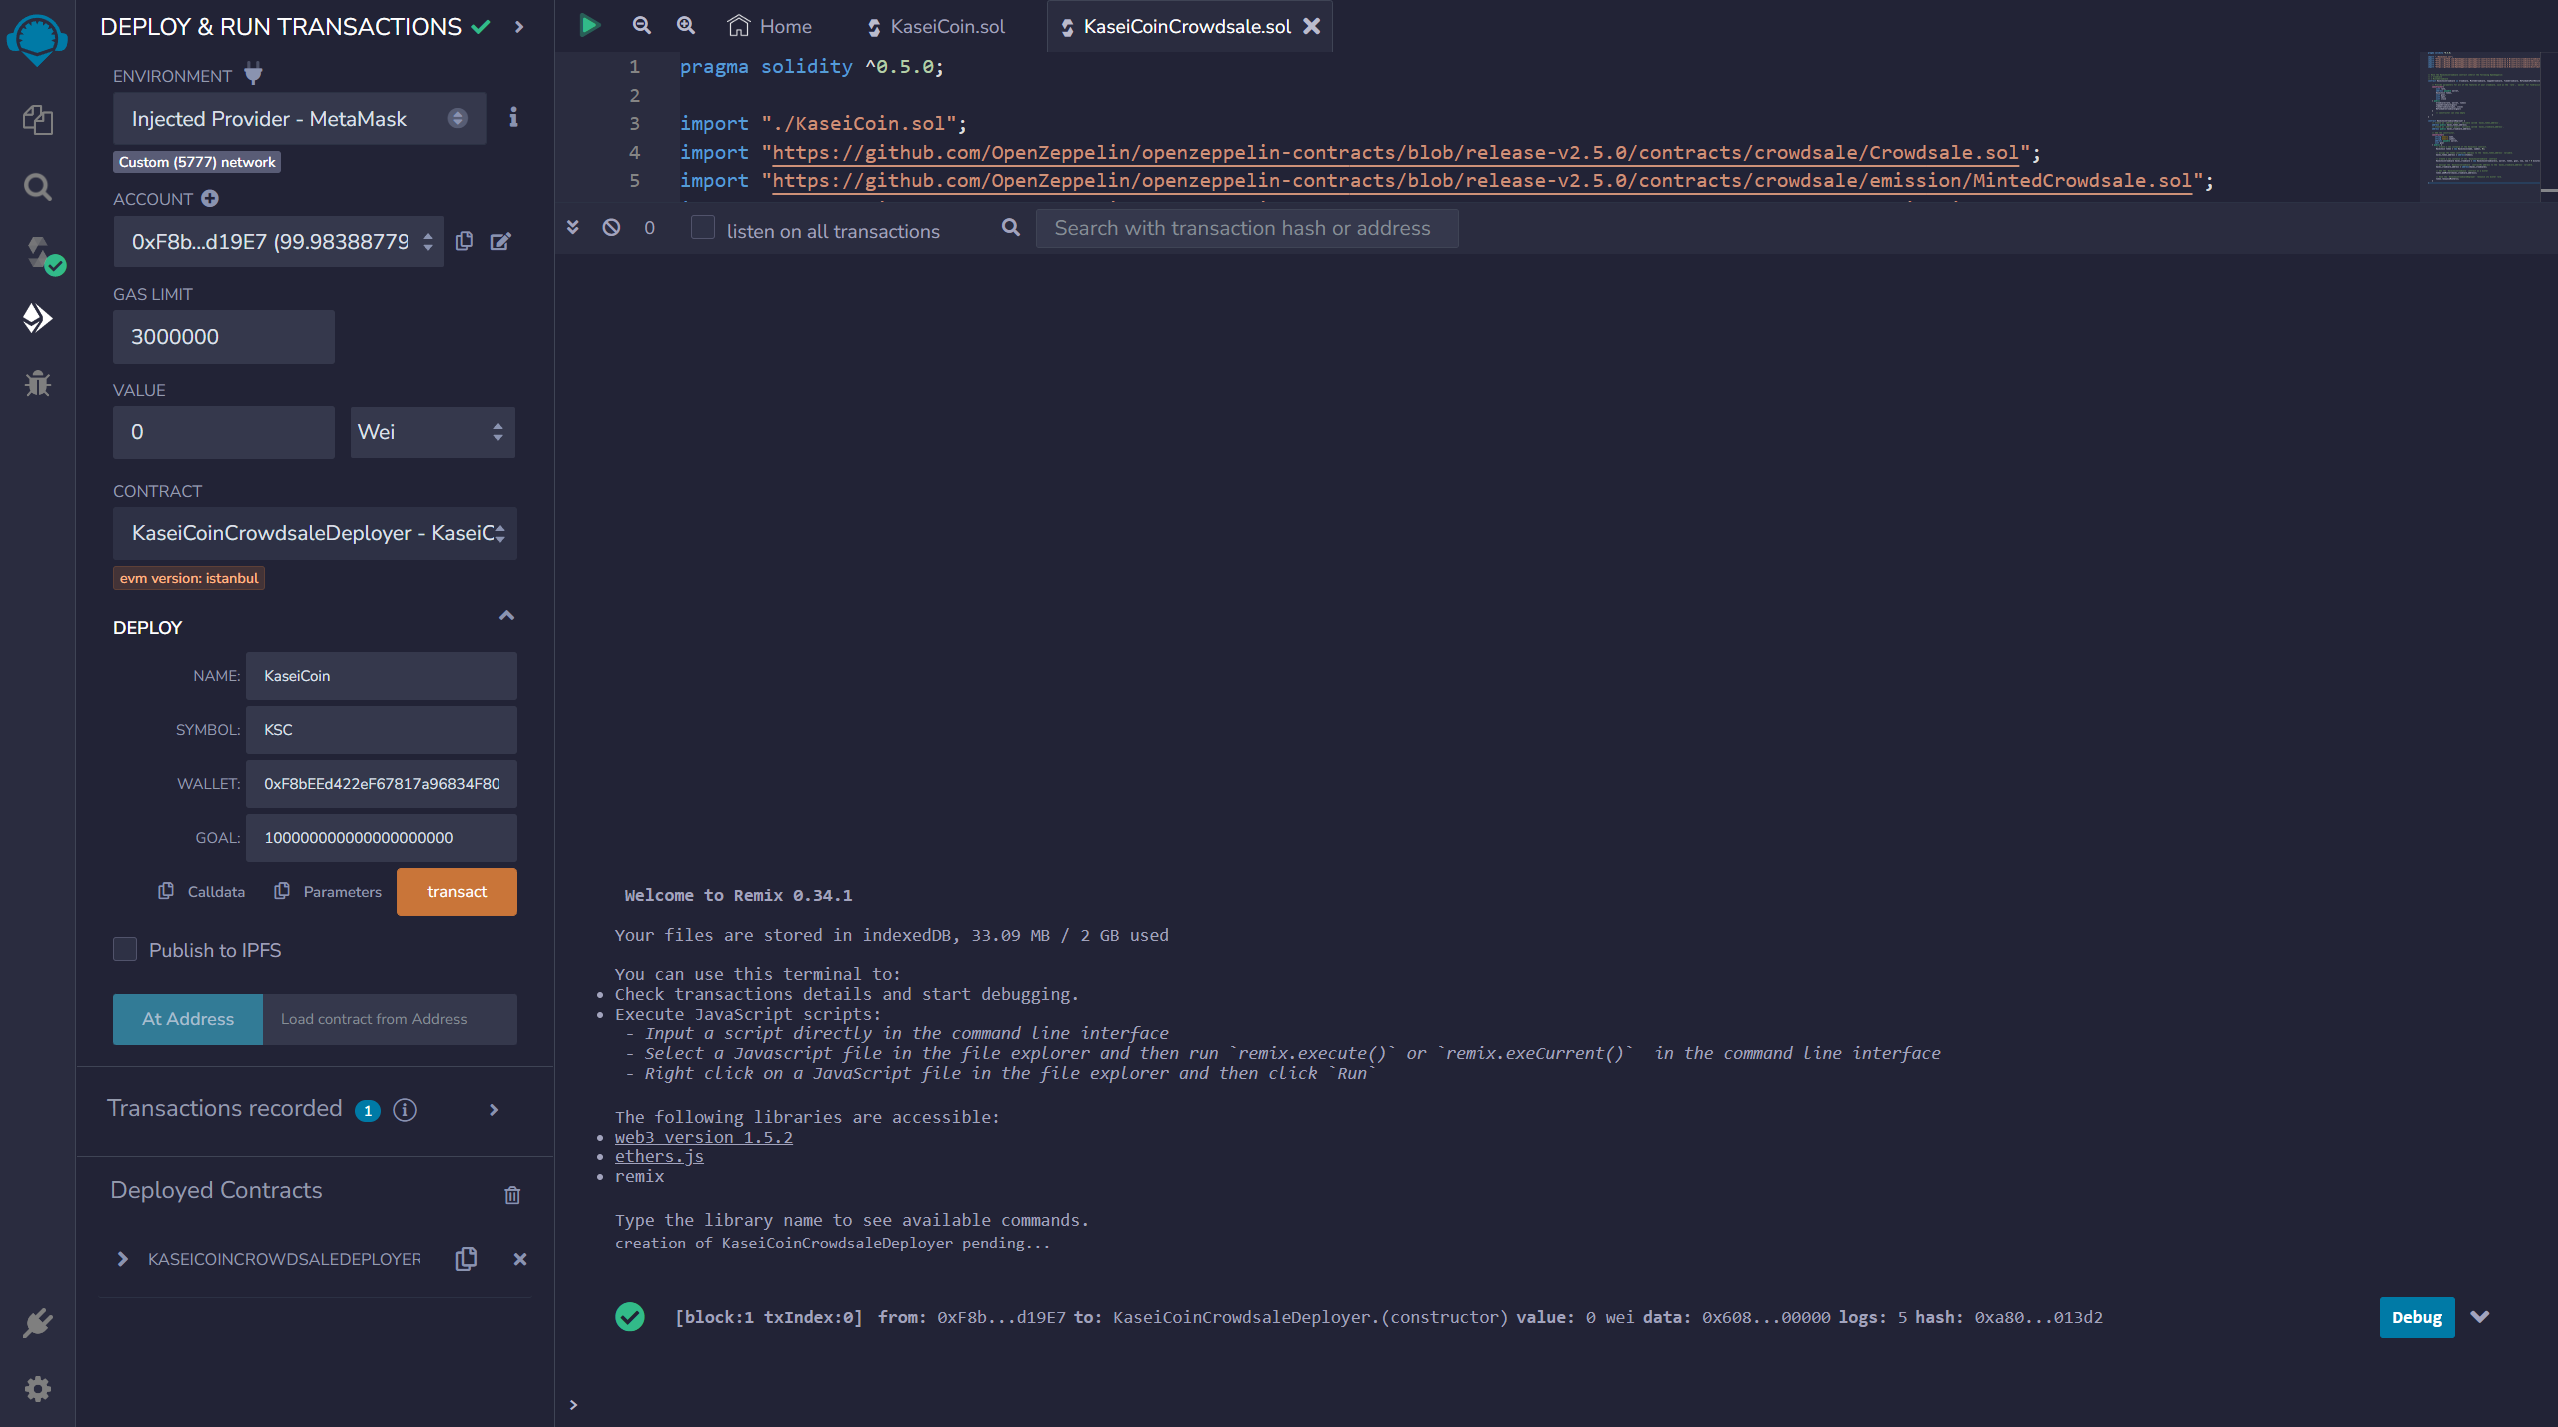 DEPLOY & RUN TRANSACTIONS
ENVIRONMENT
Injected Provider - MetaMask
Custom (5777) network
ACCOUNT
0xF8b...d19E7 (99.98388779
GAS LIMIT
3000000
VALUE
0
Wei
CONTRACT
KaseiCoinCrowdsaleDeployer - KaseiC
evm version: istanbul
DEPLOY
NAME: KaseiCoin
SYMBOL: KSC
WALLET: 0xF8bEEd422eF67817a96834F80
GOAL: 100000000000000000000
Calldata Parameters transact
Publish to IPFS
At Address Load contract from Address
Transactions recorded 1
Deployed Contracts
KASEICOINCROWDSALEDEPLOYER
Home KaseiCoin.sol KaseiCoinCrowdsale.sol
1 pragma solidity ^0.5.0;
2
3 import "./KaseiCoin.sol";
4 import "https://github.com/OpenZeppelin/openzeppelin-contracts/blob/release-v2.5.0/contracts/crowdsale/Crowdsale.sol";
5 import "https://github.com/OpenZeppelin/openzeppelin-contracts/blob/release-v2.5.0/contracts/crowdsale/emission/MintedCrowdsale.sol";
0 listen on all transactions Search with transaction hash or address
Welcome to Remix 0.34.1
Your files are stored in indexedDB, 33.09 MB / 2 GB used
You can use this terminal to:
• Check transactions details and start debugging.
• Execute JavaScript scripts:
- Input a script directly in the command line interface
- Select a Javascript file in the file explorer and then run `remix.execute()` or `remix.exeCurrent()` in the command line interface
- Right click on a JavaScript file in the file explorer and then click `Run`
The following libraries are accessible:
• web3 version 1.5.2
• ethers.js
• remix
Type the library name to see available commands.
creation of KaseiCoinCrowdsaleDeployer pending...
[block:1 txIndex:0] from: 0xF8b...d19E7 to: KaseiCoinCrowdsaleDeployer.(constructor) value: 0 wei data: 0x608...00000 logs: 5 hash: 0xa80...013d2
Debug
>